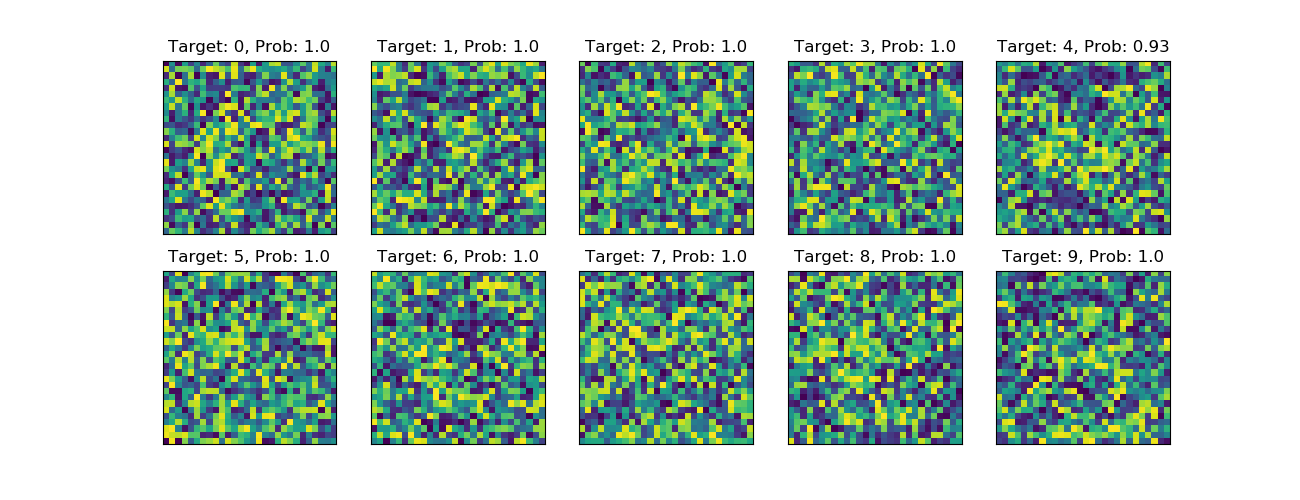 Target: 0, Prob: 1.0
Target: 1, Prob: 1.0
Target: 2, Prob: 1.0
Target: 3, Prob: 1.0
Target: 4, Prob: 0.93
Target: 5, Prob: 1.0
Target: 6, Prob: 1.0
Target: 7, Prob: 1.0
Target: 8, Prob: 1.0
Target: 9, Prob: 1.0